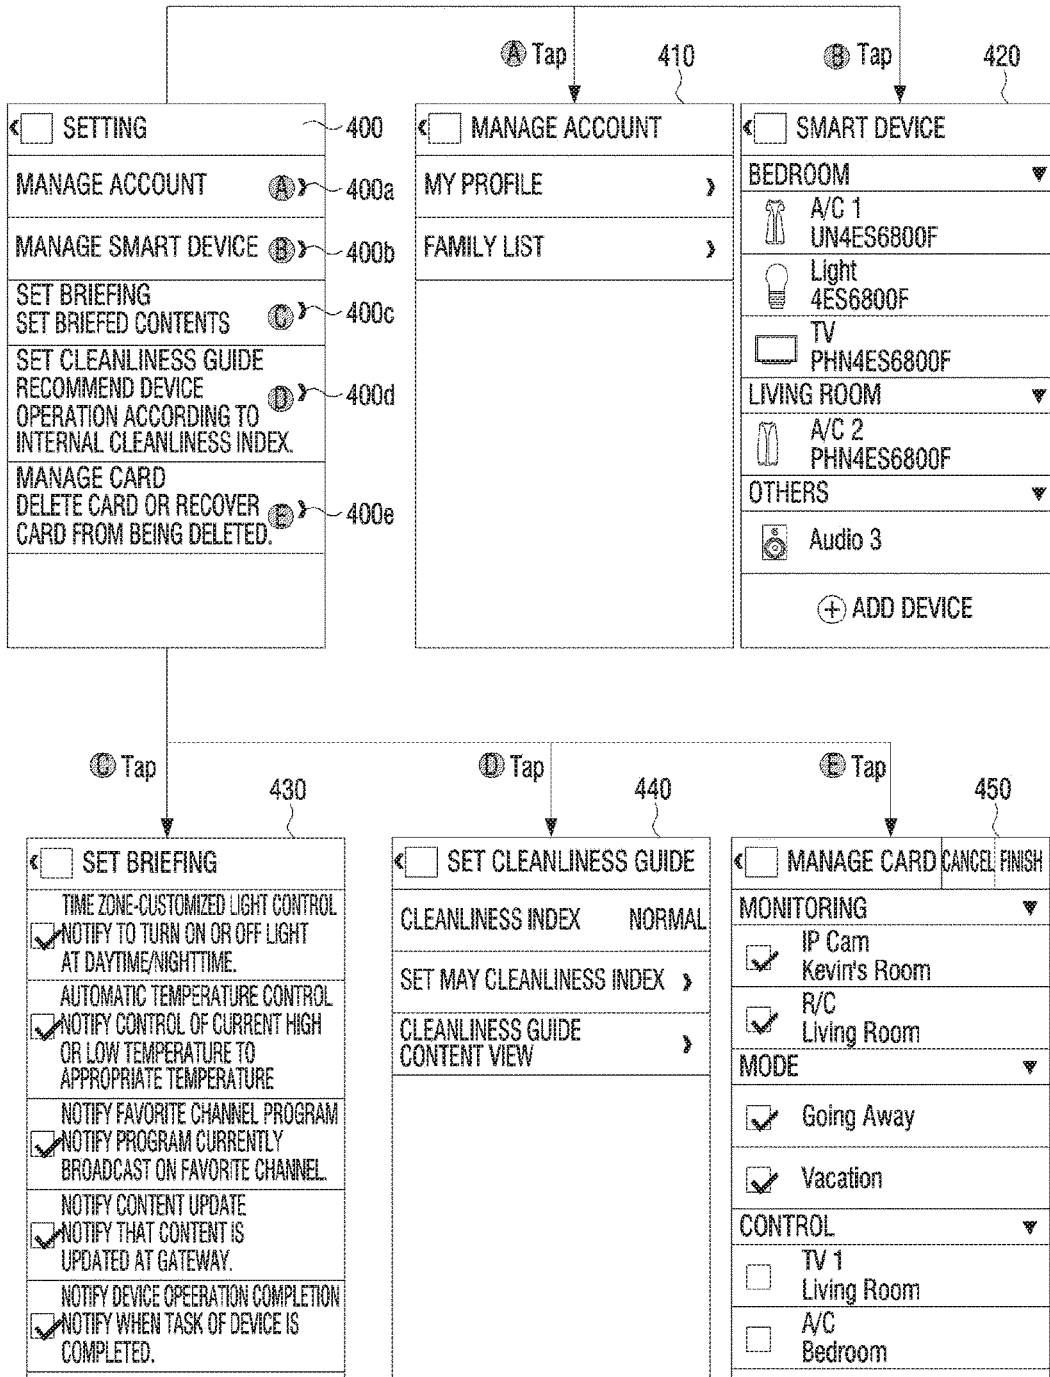 A Tap
410
B Tap
420
SETTING
400
MANAGE ACCOUNT A
400a
MANAGE SMART DEVICE B
400b
SET BRIEFING
SET BRIEFED CONTENTS C
400c
SET CLEANLINESS GUIDE
RECOMMEND DEVICE
OPERATION ACCORDING TO
INTERNAL CLEANLINESS INDEX.
D
400d
MANAGE CARD
DELETE CARD OR RECOVER
CARD FROM BEING DELETED.
E
400e
MANAGE ACCOUNT
MY PROFILE
FAMILY LIST
SMART DEVICE
BEDROOM
A/C 1
UN4ES6800F
Light
4ES6800F
TV
PHN4ES6800F
LIVING ROOM
A/C 2
PHN4ES6800F
OTHERS
Audio 3
ADD DEVICE
C Tap
430
D Tap
440
E Tap
450
SET BRIEFING
TIME ZONE-CUSTOMIZED LIGHT CONTROL
NOTIFY TO TURN ON OR OFF LIGHT
AT DAYTIME/NIGHTTIME.
AUTOMATIC TEMPERATURE CONTROL
NOTIFY CONTROL OF CURRENT HIGH
OR LOW TEMPERATURE TO
APPROPRIATE TEMPERATURE
NOTIFY FAVORITE CHANNEL PROGRAM
NOTIFY PROGRAM CURRENTLY
BROADCAST ON FAVORITE CHANNEL.
NOTIFY CONTENT UPDATE
NOTIFY THAT CONTENT IS
UPDATED AT GATEWAY.
NOTIFY DEVICE OPEERATION COMPLETION
NOTIFY WHEN TASK OF DEVICE IS
COMPLETED.
SET CLEANLINESS GUIDE
CLEANLINESS INDEX NORMAL
SET MAY CLEANLINESS INDEX
CLEANLINESS GUIDE
CONTENT VIEW
MANAGE CARD CANCEL FINISH
MONITORING
IP Cam
Kevin's Room
R/C
Living Room
MODE
Going Away
Vacation
CONTROL
TV 1
Living Room
A/C
Bedroom